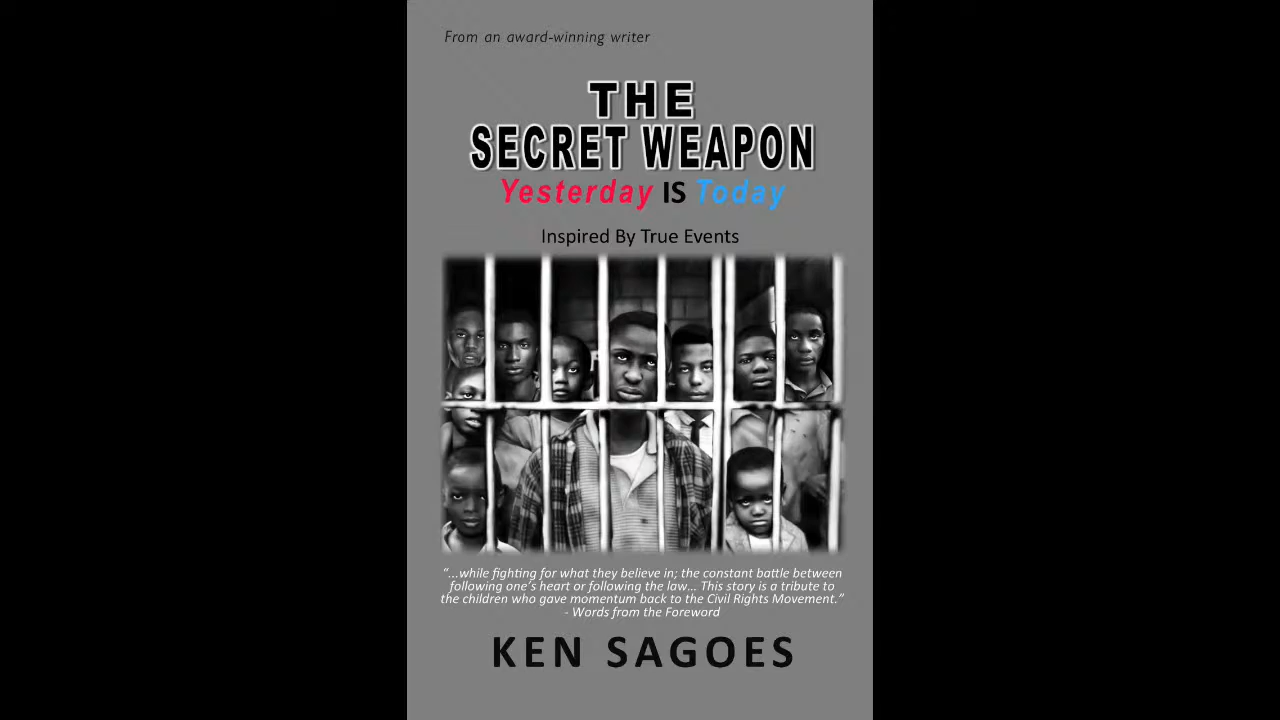 From an award-winning writer
THE
SECRET WEAPON
Yesterday IS Today
Inspired By True Events
“...while fighting for what they believe in; the constant battle between
following one’s heart or following the law... This story is a tribute to
the children who gave momentum back to the Civil Rights Movement.”
- Words from the Foreword
KEN SAGOES